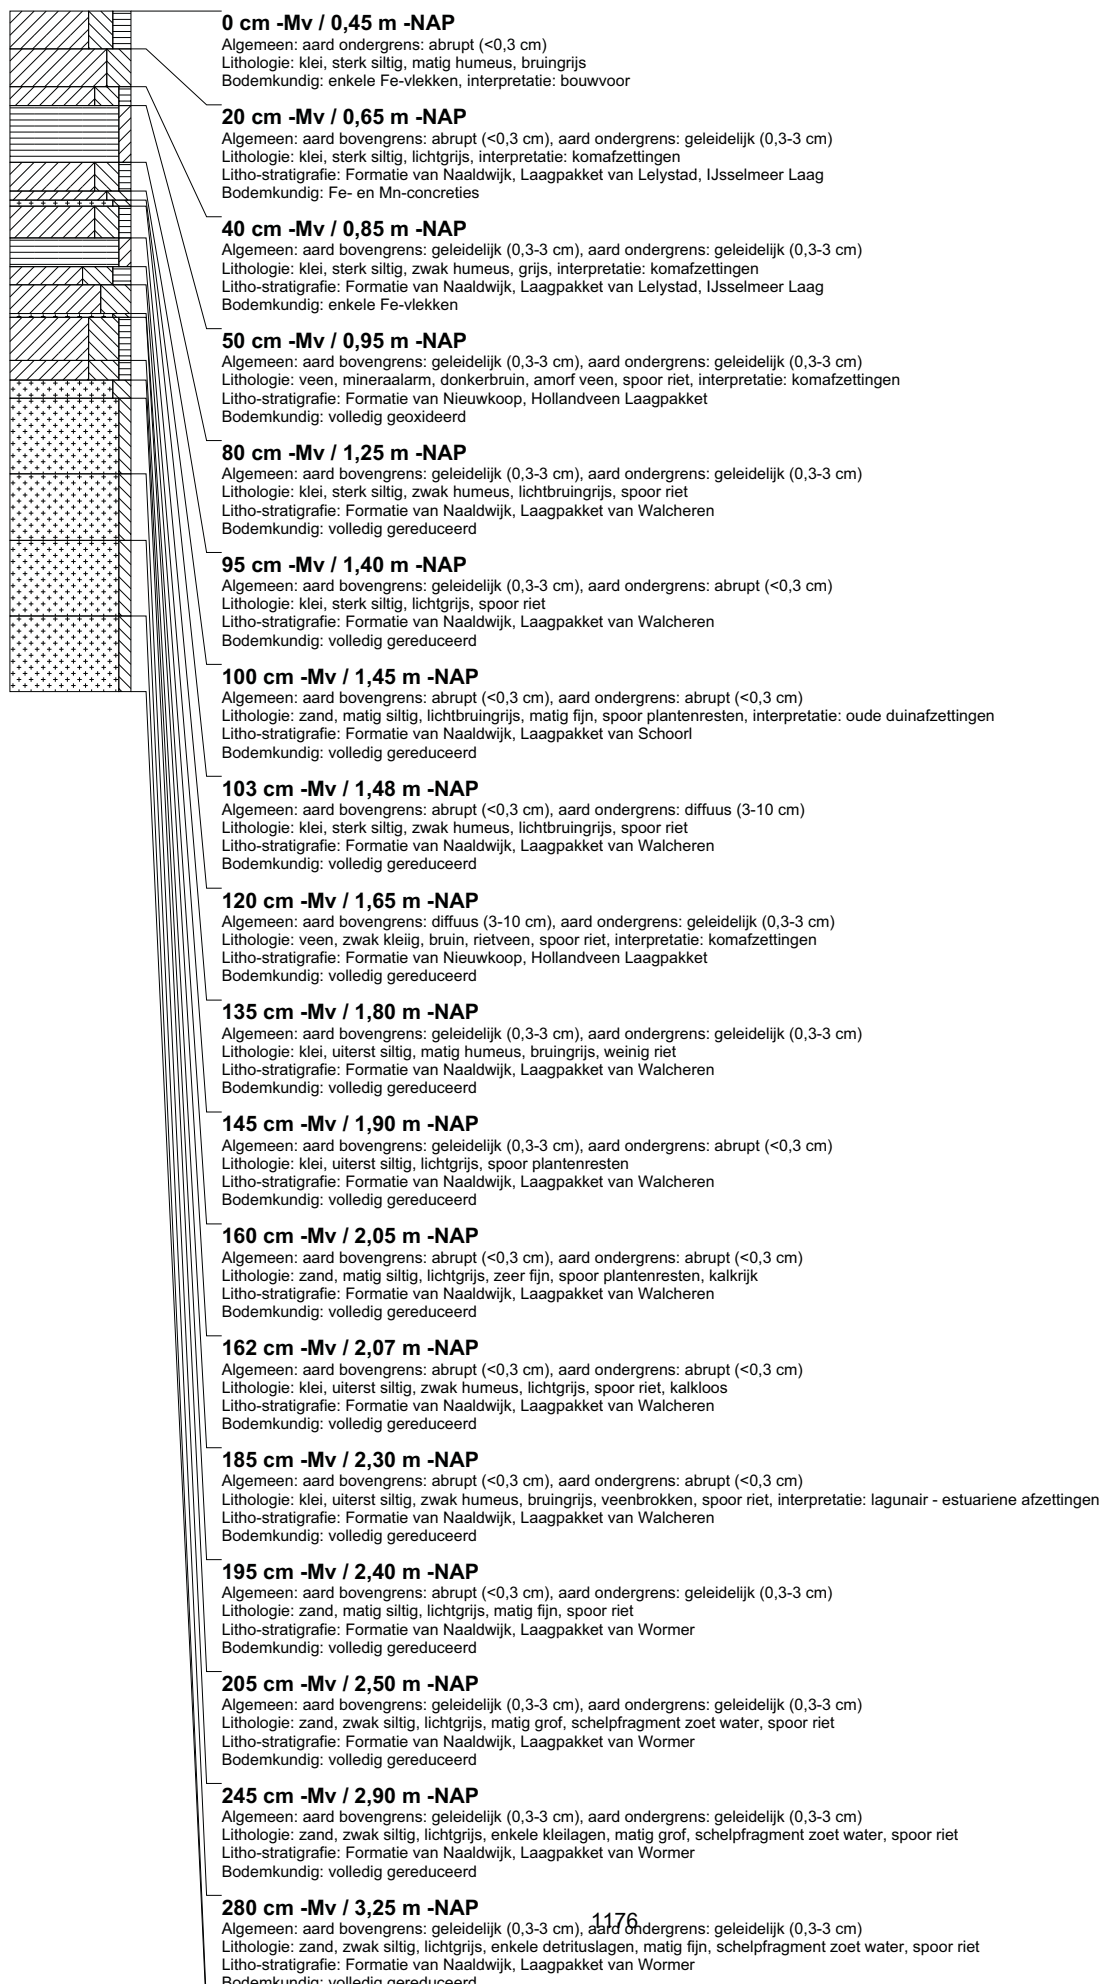 0 cm -Mv / 0,45 m -NAP
Algemeen: aard ondergrens: abrupt (<0,3 cm)
Lithologie: klei, sterk siltig, matig humeus, bruingrijs
Bodemkundig: enkele Fe-vlekken, interpretatie: bouwvoor
20 cm -Mv / 0,65 m -NAP
Algemeen: aard bovengrens: abrupt (<0,3 cm), aard ondergrens: geleidelijk (0,3-3 cm)
Lithologie: klei, sterk siltig, lichtgrijs, interpretatie: komafzettingen
Litho-stratigrafie: Formatie van Naaldwijk, Laagpakket van Lelystad, IJsselmeer Laag
Bodemkundig: Fe- en Mn-concreties
40 cm -Mv / 0,85 m -NAP
Algemeen: aard bovengrens: geleidelijk (0,3-3 cm), aard ondergrens: geleidelijk (0,3-3 cm)
Lithologie: klei, sterk siltig, zwak humeus, grijs, interpretatie: komafzettingen
Litho-stratigrafie: Formatie van Naaldwijk, Laagpakket van Lelystad, IJsselmeer Laag
Bodemkundig: enkele Fe-vlekken
50 cm -Mv / 0,95 m -NAP
Algemeen: aard bovengrens: geleidelijk (0,3-3 cm), aard ondergrens: geleidelijk (0,3-3 cm)
Lithologie: veen, mineraalarm, donkerbruin, amorf veen, spoor riet, interpretatie: komafzettingen
Litho-stratigrafie: Formatie van Nieuwkoop, Hollandveen Laagpakket
Bodemkundig: volledig geoxideerd
80 cm -Mv / 1,25 m -NAP
Algemeen: aard bovengrens: geleidelijk (0,3-3 cm), aard ondergrens: geleidelijk (0,3-3 cm)
Lithologie: klei, sterk siltig, zwak humeus, lichtbruingrijs, spoor riet
Litho-stratigrafie: Formatie van Naaldwijk, Laagpakket van Walcheren
Bodemkundig: volledig gereduceerd
95 cm -Mv / 1,40 m -NAP
Algemeen: aard bovengrens: geleidelijk (0,3-3 cm), aard ondergrens: abrupt (<0,3 cm)
Lithologie: klei, sterk siltig, lichtgrijs, spoor riet
Litho-stratigrafie: Formatie van Naaldwijk, Laagpakket van Walcheren
Bodemkundig: volledig gereduceerd
100 cm -Mv / 1,45 m -NAP
Algemeen: aard bovengrens: abrupt (<0,3 cm), aard ondergrens: abrupt (<0,3 cm)
Lithologie: zand, matig siltig, lichtbruingrijs, matig fijn, spoor plantenresten, interpretatie: oude duinafzettingen
Litho-stratigrafie: Formatie van Naaldwijk, Laagpakket van Schoorl
Bodemkundig: volledig gereduceerd
103 cm -Mv / 1,48 m -NAP
Algemeen: aard bovengrens: abrupt (<0,3 cm), aard ondergrens: diffuus (3-10 cm)
Lithologie: klei, sterk siltig, zwak humeus, lichtbruingrijs, spoor riet
Litho-stratigrafie: Formatie van Naaldwijk, Laagpakket van Walcheren
Bodemkundig: volledig gereduceerd
120 cm -Mv / 1,65 m -NAP
Algemeen: aard bovengrens: diffuus (3-10 cm), aard ondergrens: geleidelijk (0,3-3 cm)
Lithologie: veen, zwak kleiig, bruin, rietveen, spoor riet, interpretatie: komafzettingen
Litho-stratigrafie: Formatie van Nieuwkoop, Hollandveen Laagpakket
Bodemkundig: volledig gereduceerd
135 cm -Mv / 1,80 m -NAP
Algemeen: aard bovengrens: geleidelijk (0,3-3 cm), aard ondergrens: geleidelijk (0,3-3 cm)
Lithologie: klei, uiterst siltig, matig humeus, bruingrijs, weinig riet
Litho-stratigrafie: Formatie van Naaldwijk, Laagpakket van Walcheren
Bodemkundig: volledig gereduceerd
145 cm -Mv / 1,90 m -NAP
Algemeen: aard bovengrens: geleidelijk (0,3-3 cm), aard ondergrens: abrupt (<0,3 cm)
Lithologie: klei, uiterst siltig, lichtgrijs, spoor plantenresten
Litho-stratigrafie: Formatie van Naaldwijk, Laagpakket van Walcheren
Bodemkundig: volledig gereduceerd
160 cm -Mv / 2,05 m -NAP
Algemeen: aard bovengrens: abrupt (<0,3 cm), aard ondergrens: abrupt (<0,3 cm)
Lithologie: zand, matig siltig, lichtgrijs, zeer fijn, spoor plantenresten, kalkrijk
Litho-stratigrafie: Formatie van Naaldwijk, Laagpakket van Walcheren
Bodemkundig: volledig gereduceerd
162 cm -Mv / 2,07 m -NAP
Algemeen: aard bovengrens: abrupt (<0,3 cm), aard ondergrens: abrupt (<0,3 cm)
Lithologie: klei, uiterst siltig, zwak humeus, lichtgrijs, spoor riet, kalkloos
Litho-stratigrafie: Formatie van Naaldwijk, Laagpakket van Walcheren
Bodemkundig: volledig gereduceerd
185 cm -Mv / 2,30 m -NAP
Algemeen: aard bovengrens: abrupt (<0,3 cm), aard ondergrens: abrupt (<0,3 cm)
Lithologie: klei, uiterst siltig, zwak humeus, bruingrijs, veenbrokken, spoor riet, interpretatie: lagunair - estuariene afzettingen
Litho-stratigrafie: Formatie van Naaldwijk, Laagpakket van Walcheren
Bodemkundig: volledig gereduceerd
195 cm -Mv / 2,40 m -NAP
Algemeen: aard bovengrens: abrupt (<0,3 cm), aard ondergrens: geleidelijk (0,3-3 cm)
Lithologie: zand, matig siltig, lichtgrijs, matig fijn, spoor riet
Litho-stratigrafie: Formatie van Naaldwijk, Laagpakket van Wormer
Bodemkundig: volledig gereduceerd
205 cm -Mv / 2,50 m -NAP
Algemeen: aard bovengrens: geleidelijk (0,3-3 cm), aard ondergrens: geleidelijk (0,3-3 cm)
Lithologie: zand, zwak siltig, lichtgrijs, matig grof, schelpfragment zoet water, spoor riet
Litho-stratigrafie: Formatie van Naaldwijk, Laagpakket van Wormer
Bodemkundig: volledig gereduceerd
245 cm -Mv / 2,90 m -NAP
Algemeen: aard bovengrens: geleidelijk (0,3-3 cm), aard ondergrens: geleidelijk (0,3-3 cm)
Lithologie: zand, zwak siltig, lichtgrijs, enkele kleilagen, matig grof, schelpfragment zoet water, spoor riet
Litho-stratigrafie: Formatie van Naaldwijk, Laagpakket van Wormer
Bodemkundig: volledig gereduceerd
280 cm -Mv / 3,25 m -NAP
1176
Algemeen: aard bovengrens: geleidelijk (0,3-3 cm), aard ondergrens: geleidelijk (0,3-3 cm)
Lithologie: zand, zwak siltig, lichtgrijs, enkele detrituslagen, matig fijn, schelpfragment zoet water, spoor riet
Litho-stratigrafie: Formatie van Naaldwijk, Laagpakket van Wormer
Bodemkundig: volledig gereduceerd